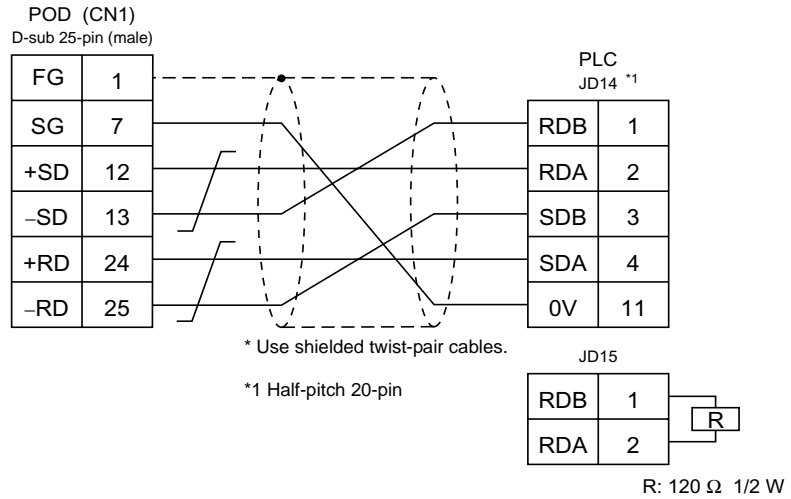 POD (CN1)
D-sub 25-pin (male)
FG 1
SG 7
+SD 12
−SD 13
+RD 24
−RD 25
PLC
JD14 *1
RDB 1
RDA 2
SDB 3
SDA 4
0V 11
* Use shielded twist-pair cables.
*1 Half-pitch 20-pin
JD15
RDB 1
RDA 2
R
R: 120 Ω 1/2 W